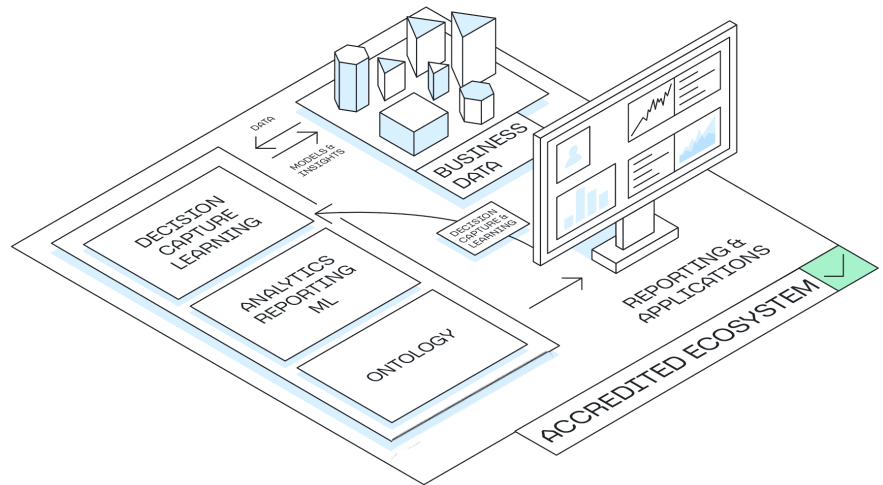 DATA
MODELS &
INSIGHTS
BUSINESS
DATA
DECISION
CAPTURE
LEARNING
DECISION
CAPTURE &
LEARNING
ANALYTICS
REPORTING
ML
ONTOLOGY
REPORTING &
APPLICATIONS
ACCREDITED ECOSYSTEM